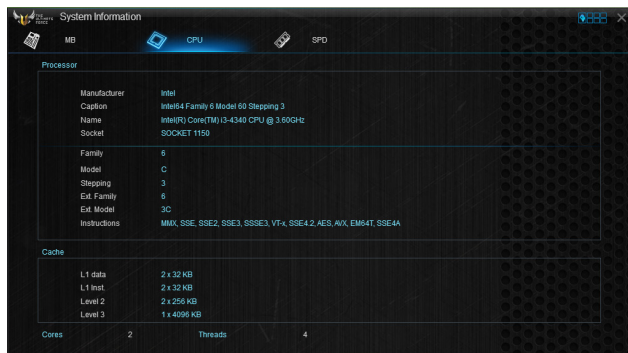 THE ULTIMATE FORCE System Information
MB CPU SPD
Processor
Manufacturer Intel
Caption Intel64 Family 6 Model 60 Stepping 3
Name Intel(R) Core(TM) i3-4340 CPU @ 3.60GHz
Socket SOCKET 1150
Family 6
Model C
Stepping 3
Ext. Family 6
Ext. Model 3C
Instructions MMX, SSE, SSE2, SSE3, SSSE3, VT-x, SSE4.2, AES, AVX, EM64T, SSE4A
Cache
L1 data 2 x 32 KB
L1 Inst. 2 x 32 KB
Level 2 2 x 256 KB
Level 3 1 x 4096 KB
Cores 2 Threads 4